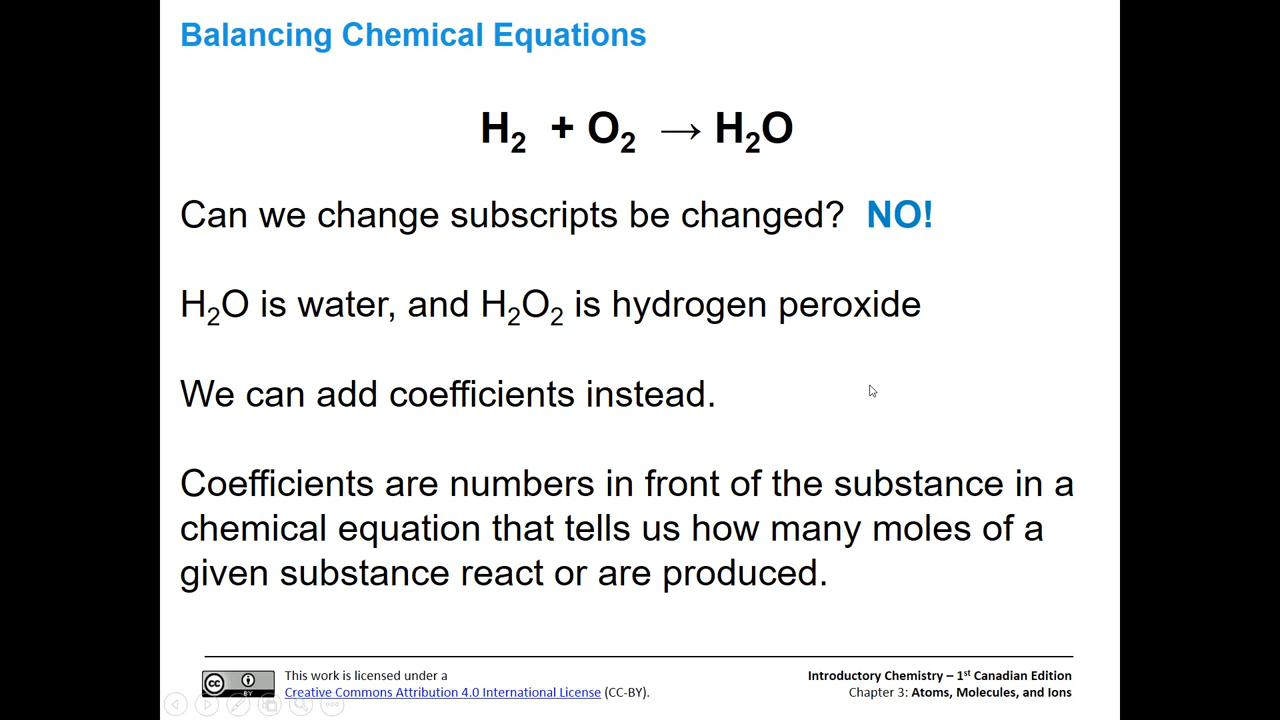 Balancing Chemical Equations
H₂ + O₂ → H₂O
Can we change subscripts be changed? NO!
H₂O is water, and H₂O₂ is hydrogen peroxide
We can add coefficients instead.
Coefficients are numbers in front of the substance in a
chemical equation that tells us how many moles of a
given substance react or are produced.
cc BY
This work is licensed under a
Creative Commons Attribution 4.0 International License (CC-BY).
Introductory Chemistry – 1st Canadian Edition
Chapter 3: Atoms, Molecules, and Ions